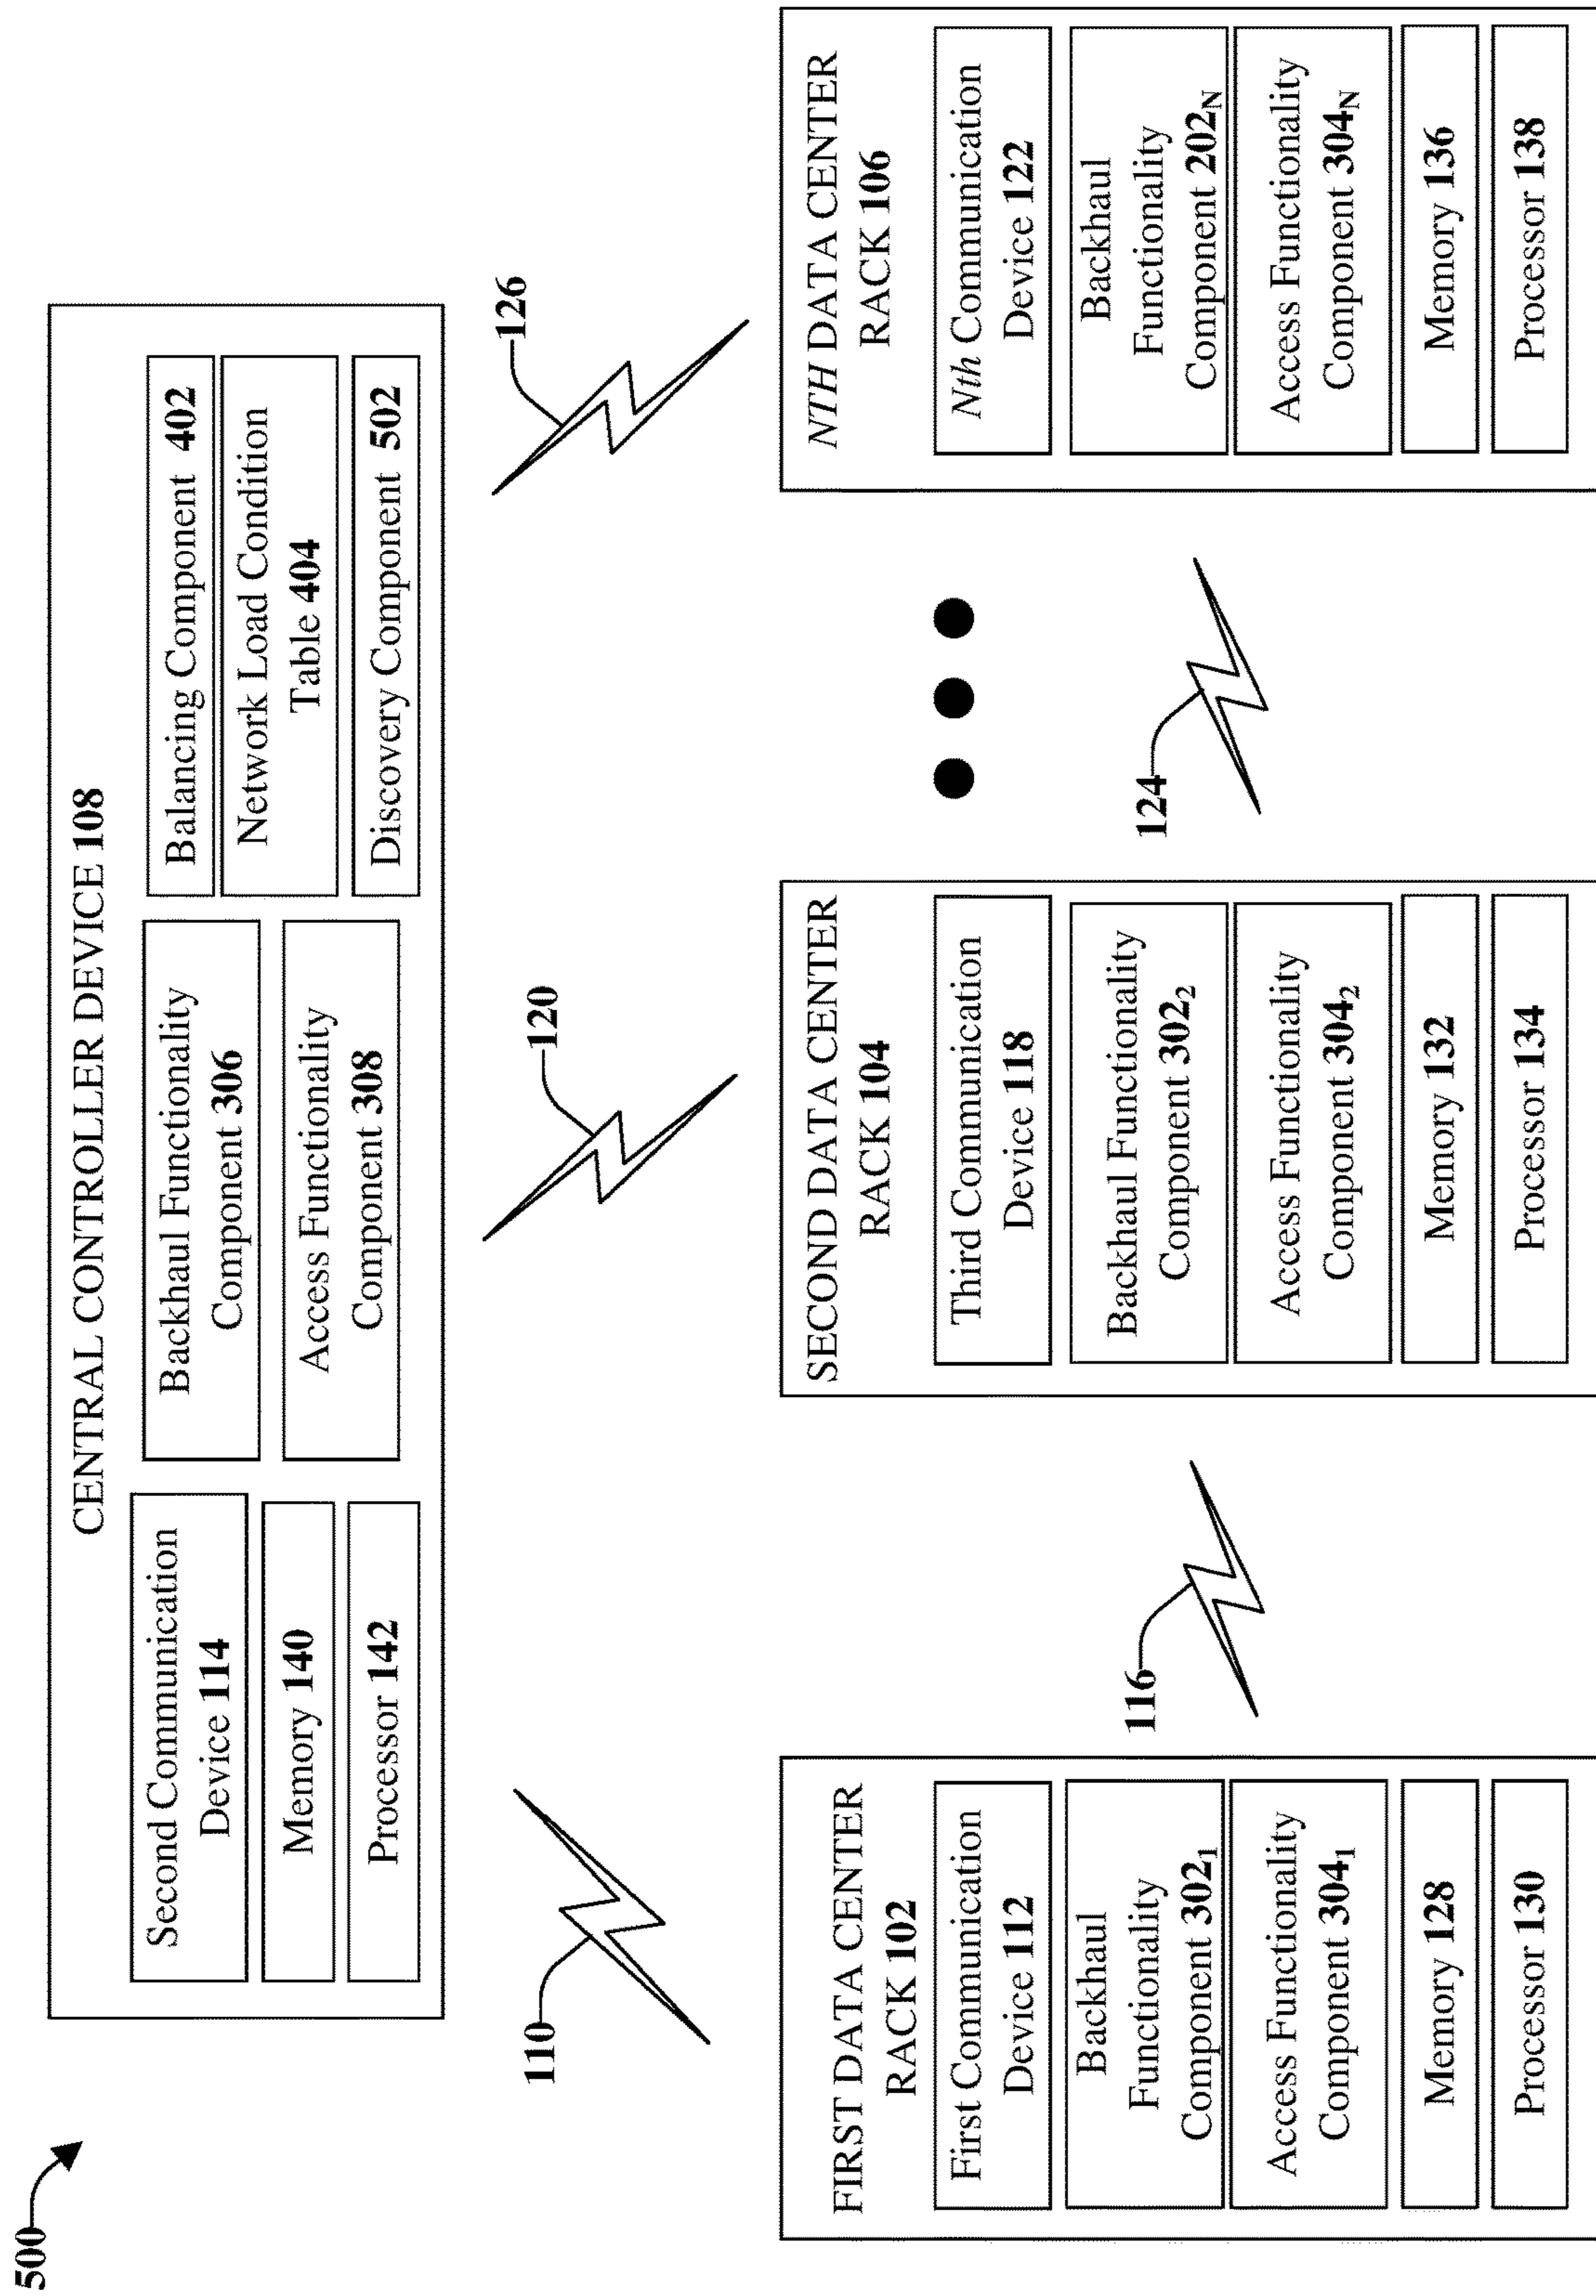 500
CENTRAL CONTROLLER DEVICE 108
Second Communication
Device 114
Memory 140
Processor 142
Backhaul Functionality
Component 306
Access Functionality
Component 308
Balancing Component 402
Network Load Condition
Table 404
Discovery Component 502
110
120
126
FIRST DATA CENTER
RACK 102
First Communication
Device 112
Backhaul
Functionality
Component 302₁
Access Functionality
Component 304₁
Memory 128
Processor 130
116
SECOND DATA CENTER
RACK 104
Third Communication
Device 118
Backhaul Functionality
Component 302₂
Access Functionality
Component 304₂
Memory 132
Processor 134
124
NTH DATA CENTER
RACK 106
Nth Communication
Device 122
Backhaul
Functionality
Component 202N
Access Functionality
Component 304N
Memory 136
Processor 138